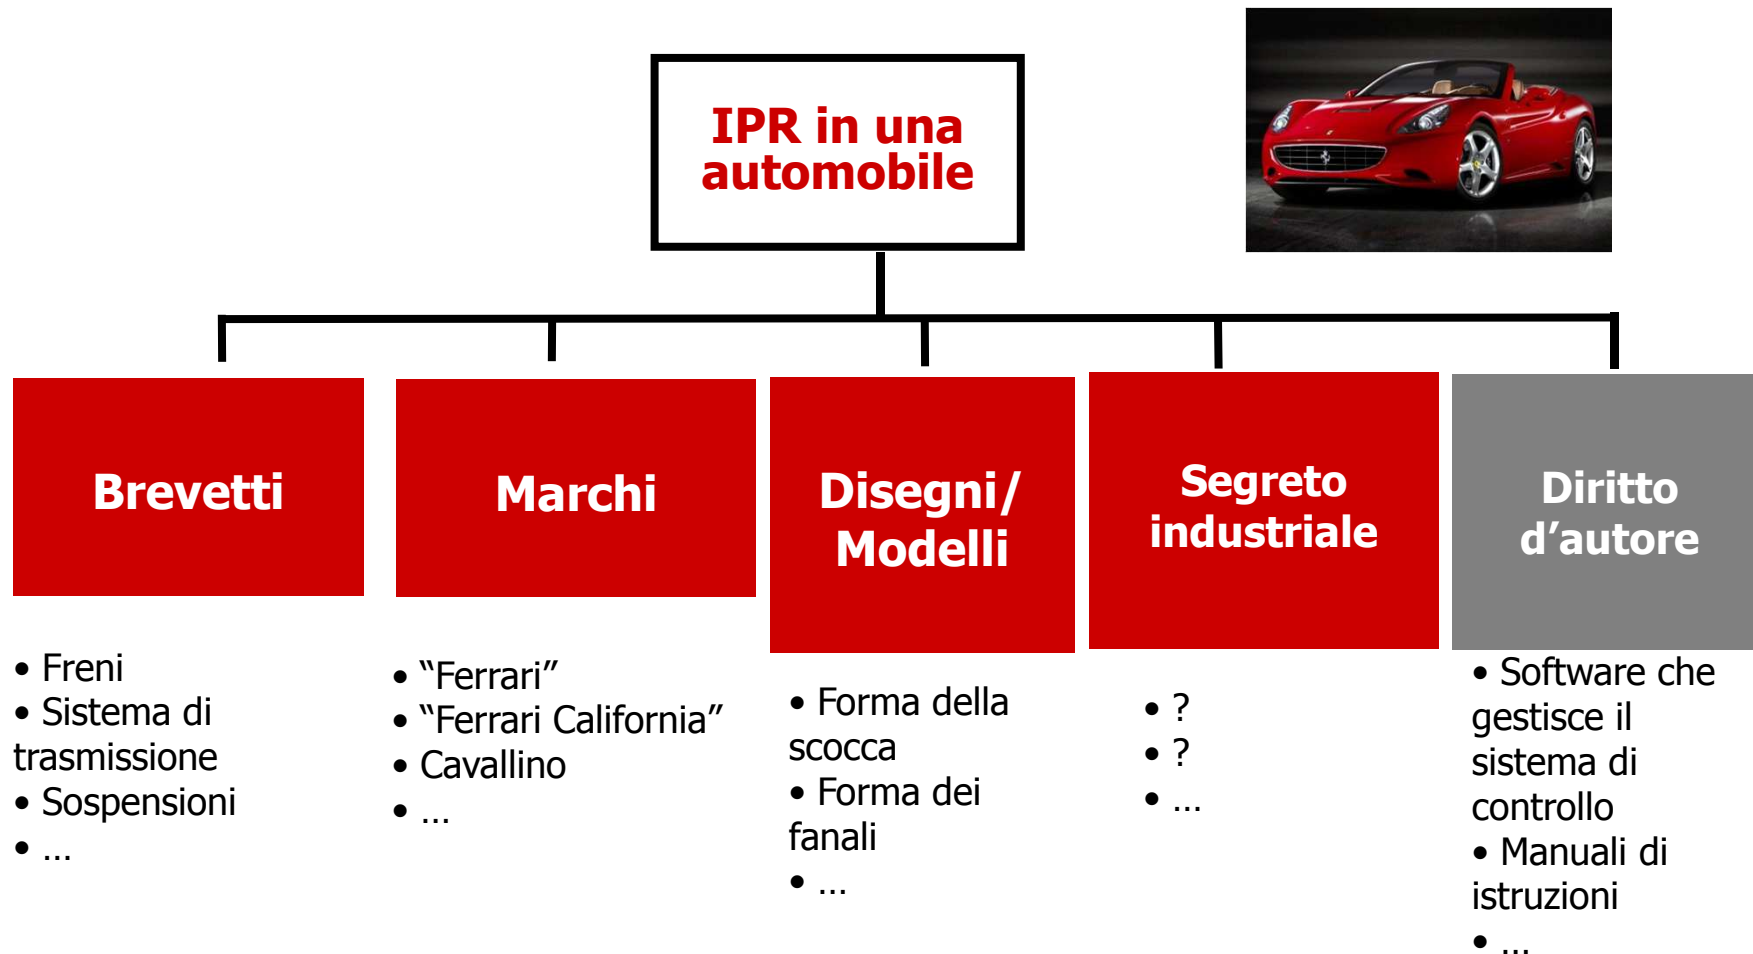 IPR in una
automobile
Brevetti
• Freni
• Sistema di
trasmissione
• Sospensioni
• ...
Marchi
• “Ferrari”
• “Ferrari California”
• Cavallino
• ...
Disegni/
Modelli
• Forma della
scocca
• Forma dei
fanali
• ...
Segreto
industriale
• ?
• ?
• ...
Diritto
d’autore
• Software che
gestisce il
sistema di
controllo
• Manuali di
istruzioni
• ...